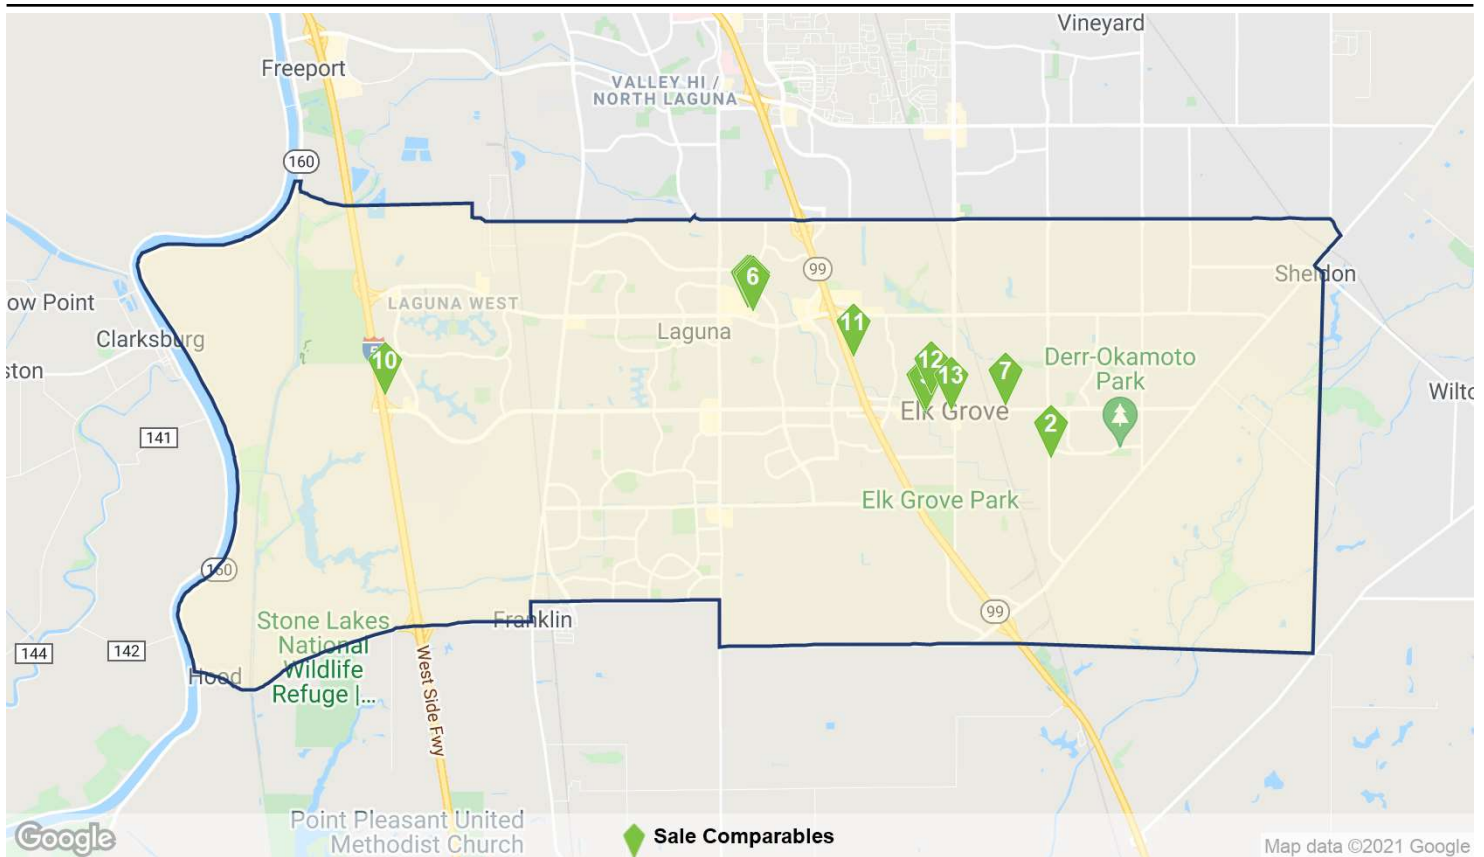 Vineyard
Freeport
VALLEY HI /
NORTH LAGUNA
160
99
Sheldon
6
LAGUNA WEST
ow Point
Laguna
11
Clarksburg
5
10
12
Derr-Okamoto
Park
ston
13
7
Wilto
Elk Grove
2
141
Elk Grove Park
160
99
Stone Lakes
National
Wildlife
Refuge |...
Franklin
144
142
Hood
West Side Fwy
Point Pleasant United
Methodist Church
Google
Sale Comparables
Map data ©2021 Google